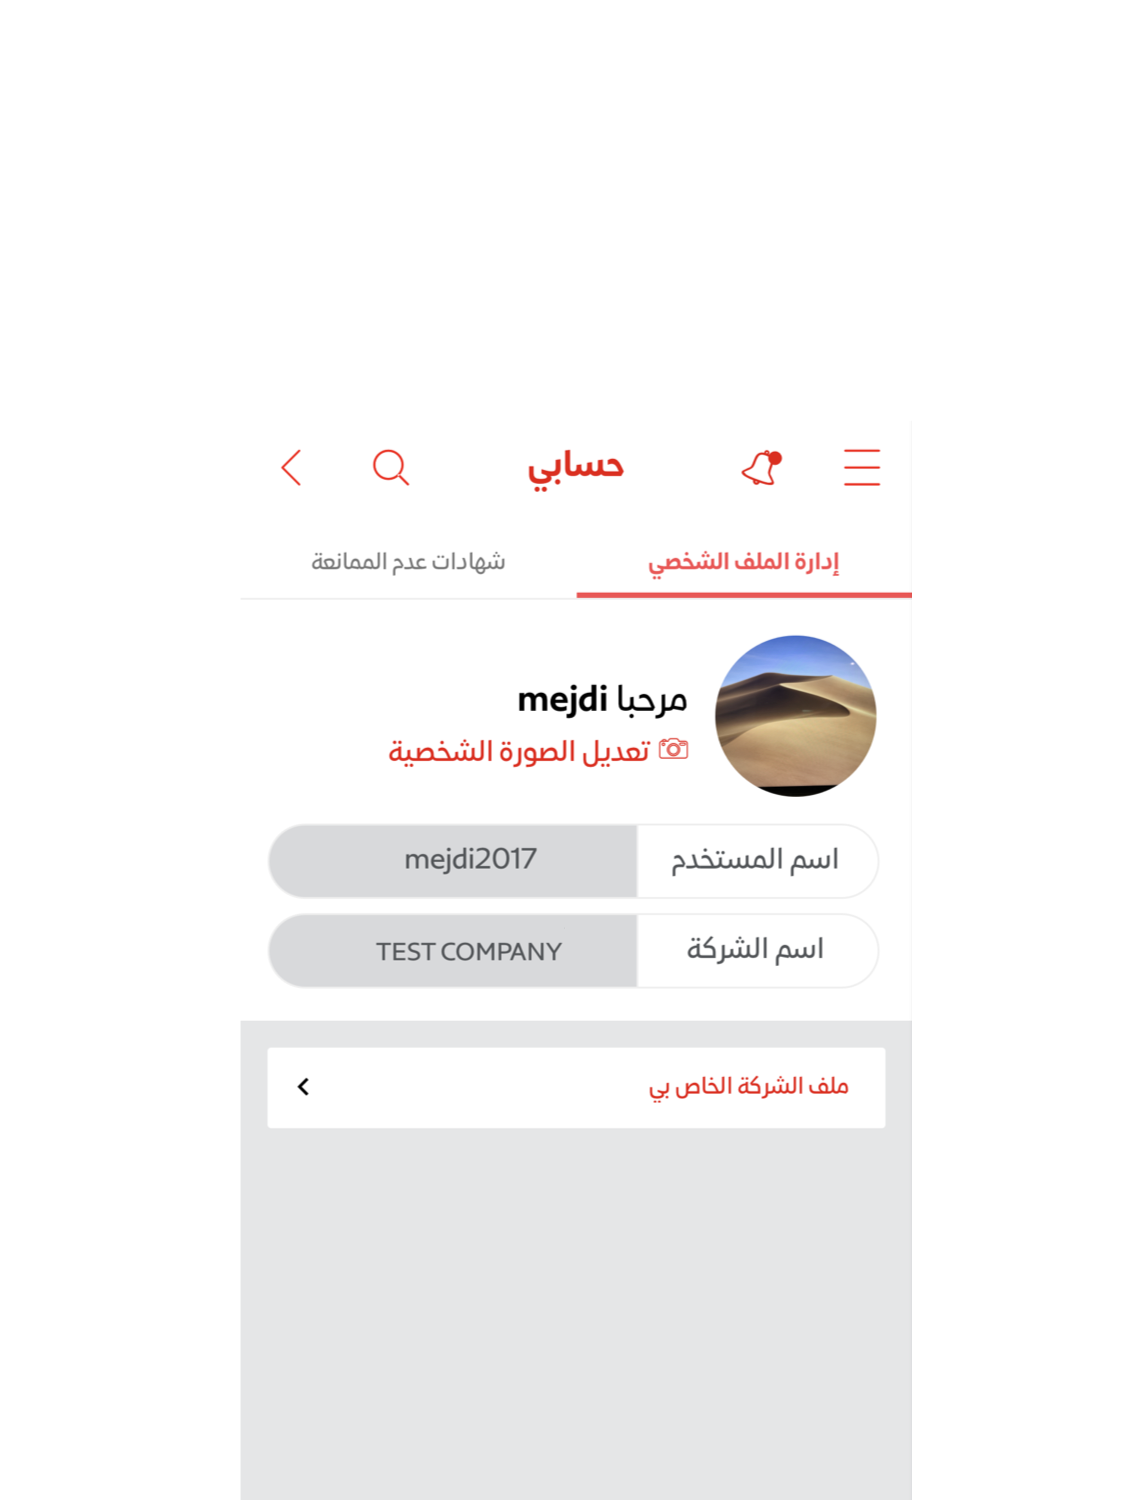 حسابي
إدارة الملف الشخصي
شهادات عدم الممانعة
مرحبا mejdi
تعديل الصورة الشخصية
اسم المستخدم mejdi2017
اسم الشركة TEST COMPANY
ملف الشركة الخاص بي